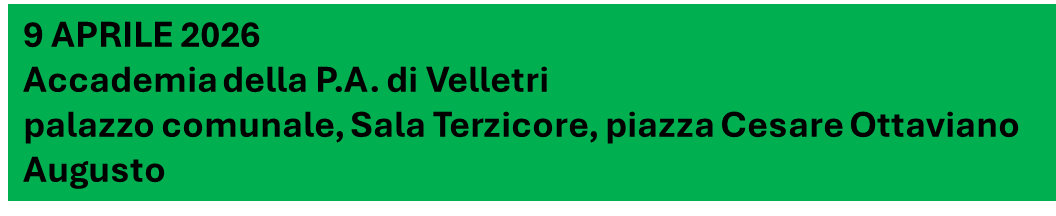 9 APRILE 2026
Accademia della P.A. di Velletri
palazzo comunale, Sala Terzicore, piazza Cesare Ottaviano
Augusto